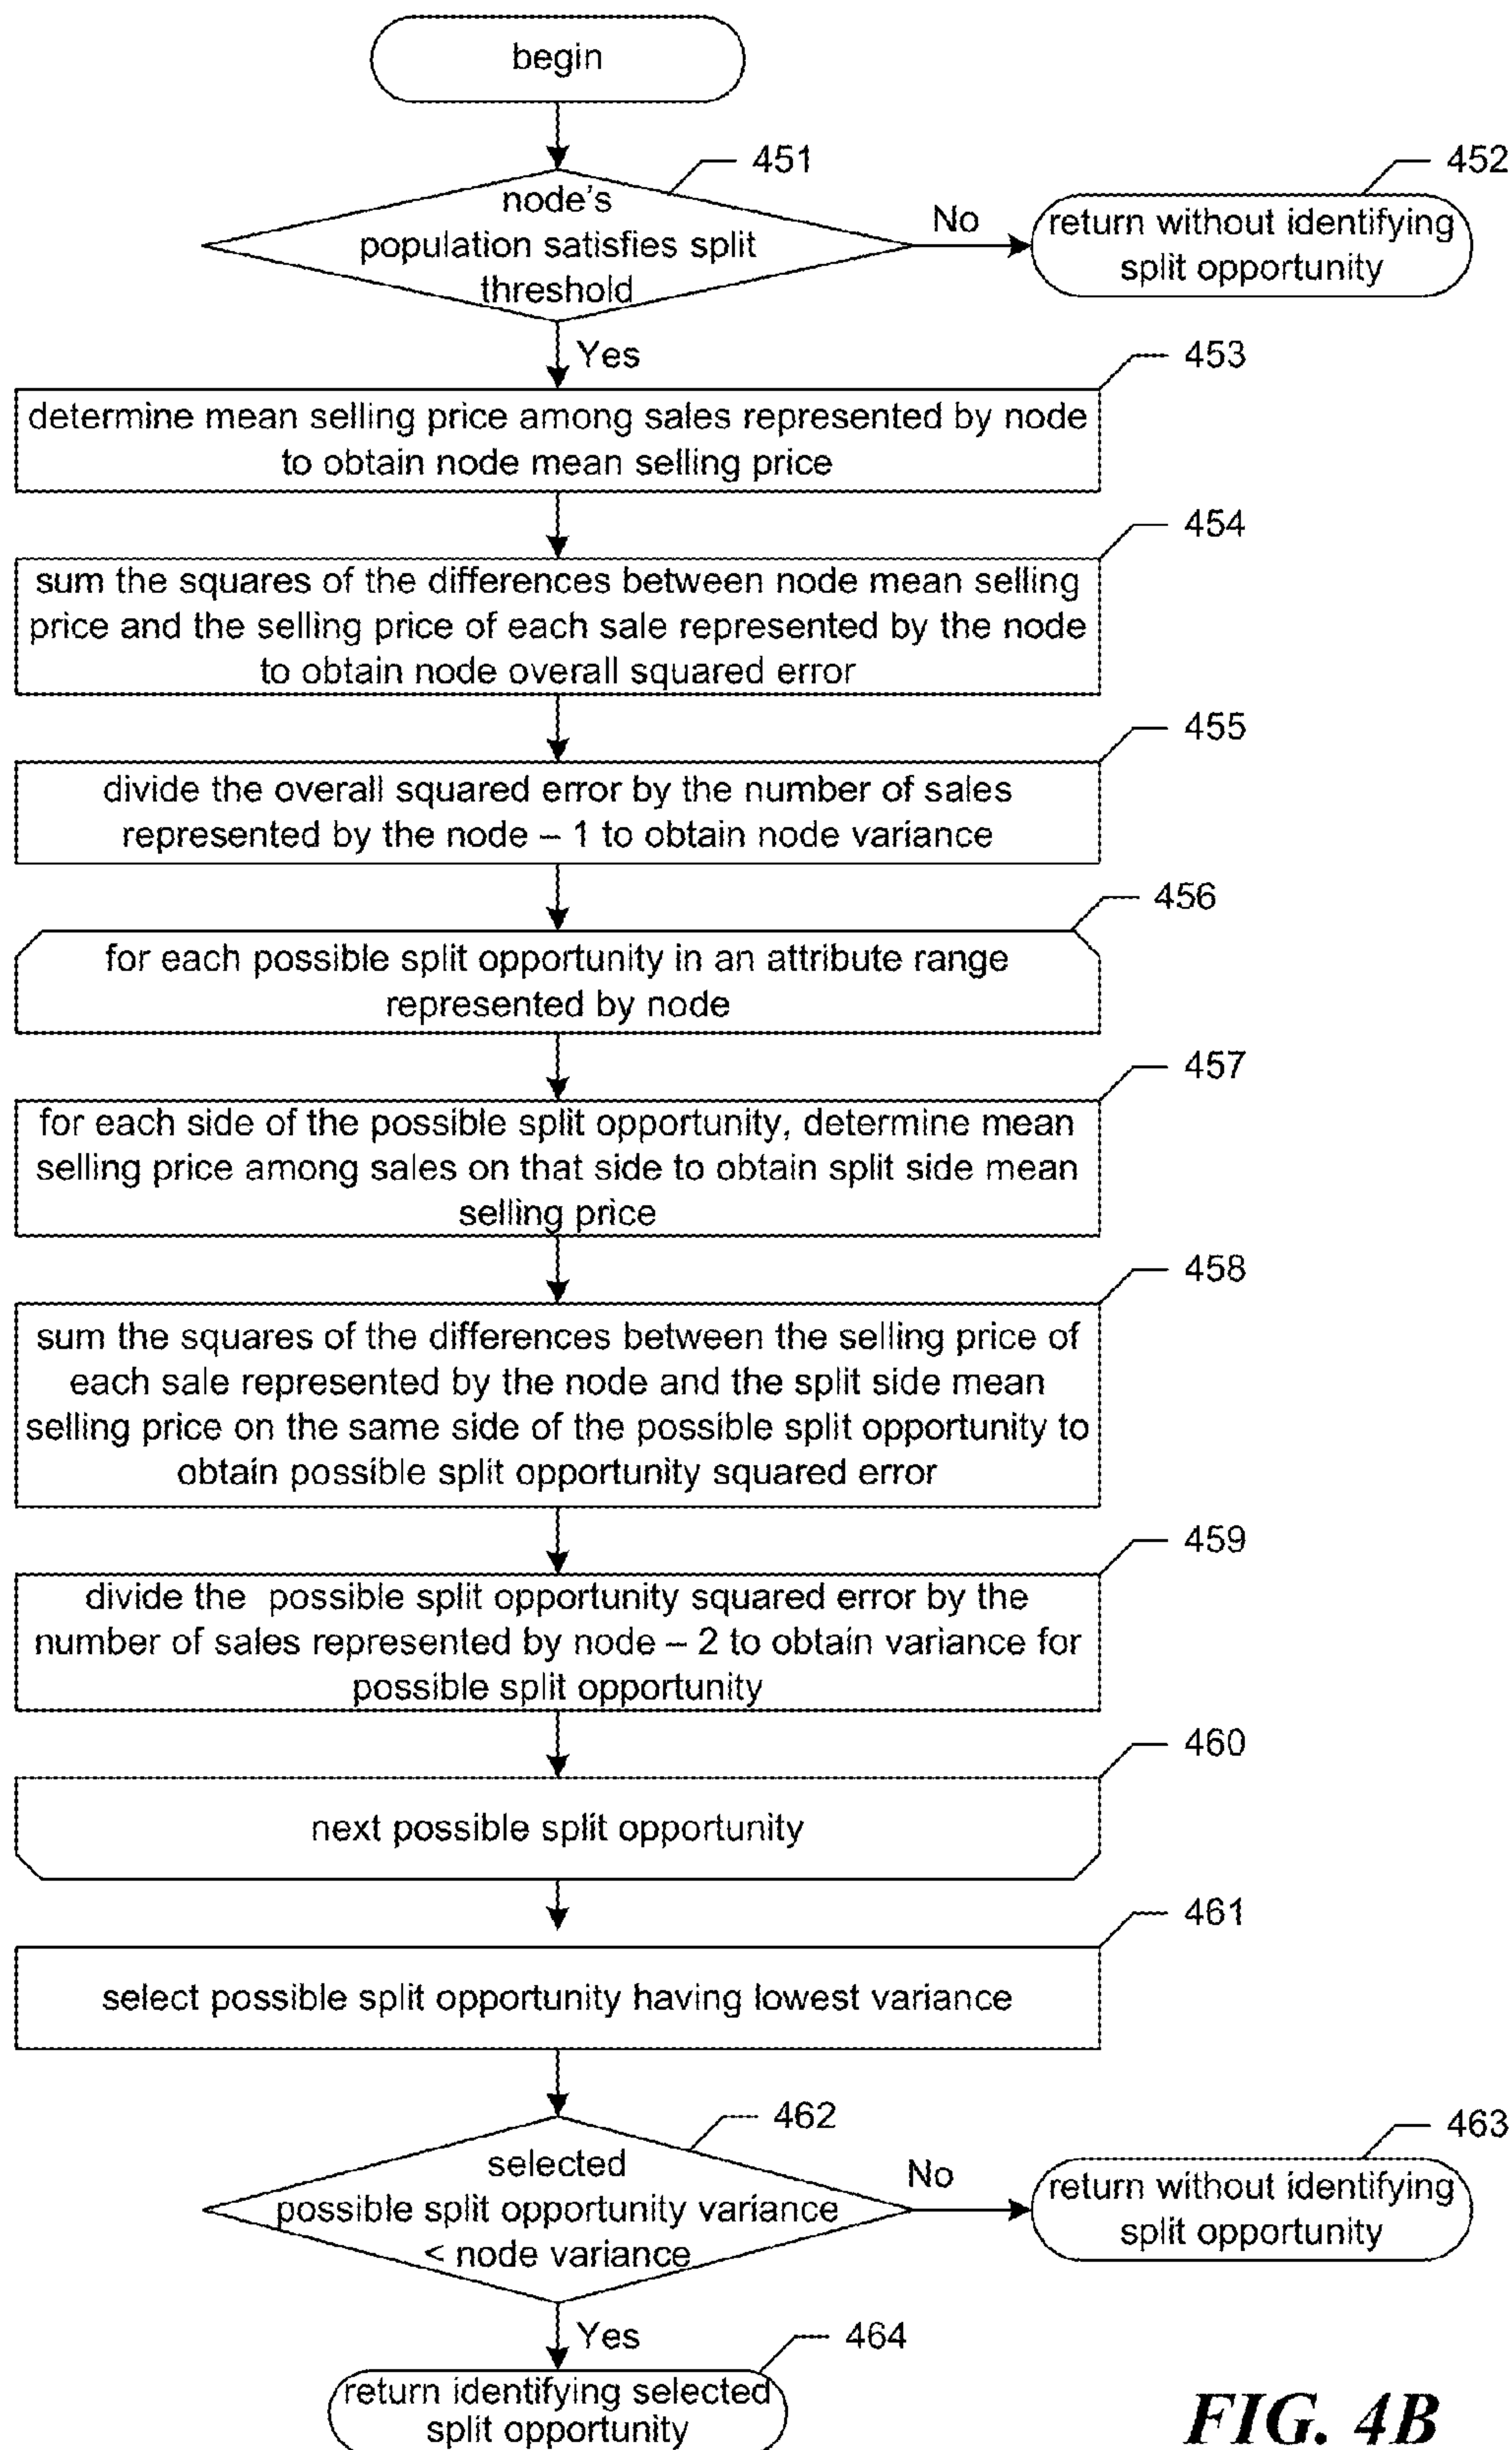 begin
451
node's
population satisfies split
threshold
No
452
return without identifying
split opportunity
Yes
453
determine mean selling price among sales represented by node
to obtain node mean selling price
454
sum the squares of the differences between node mean selling
price and the selling price of each sale represented by the node
to obtain node overall squared error
455
divide the overall squared error by the number of sales
represented by the node – 1 to obtain node variance
456
for each possible split opportunity in an attribute range
represented by node
457
for each side of the possible split opportunity, determine mean
selling price among sales on that side to obtain split side mean
selling price
458
sum the squares of the differences between the selling price of
each sale represented by the node and the split side mean
selling price on the same side of the possible split opportunity to
obtain possible split opportunity squared error
459
divide the possible split opportunity squared error by the
number of sales represented by node – 2 to obtain variance for
possible split opportunity
460
next possible split opportunity
461
select possible split opportunity having lowest variance
462
selected
possible split opportunity variance
< node variance
No
463
return without identifying
split opportunity
Yes
464
return identifying selected
split opportunity
FIG. 4B